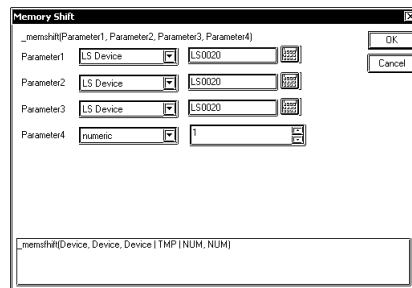 Memory Shift
_memshift(Parameter1, Parameter2, Parameter3, Parameter4)
OK
Parameter1 LS Device LS0020
Cancel
Parameter2 LS Device LS0020
Parameter3 LS Device LS0020
Parameter4 numeric 1
_memsfhift(Device, Device, Device | TMP | NUM, NUM)